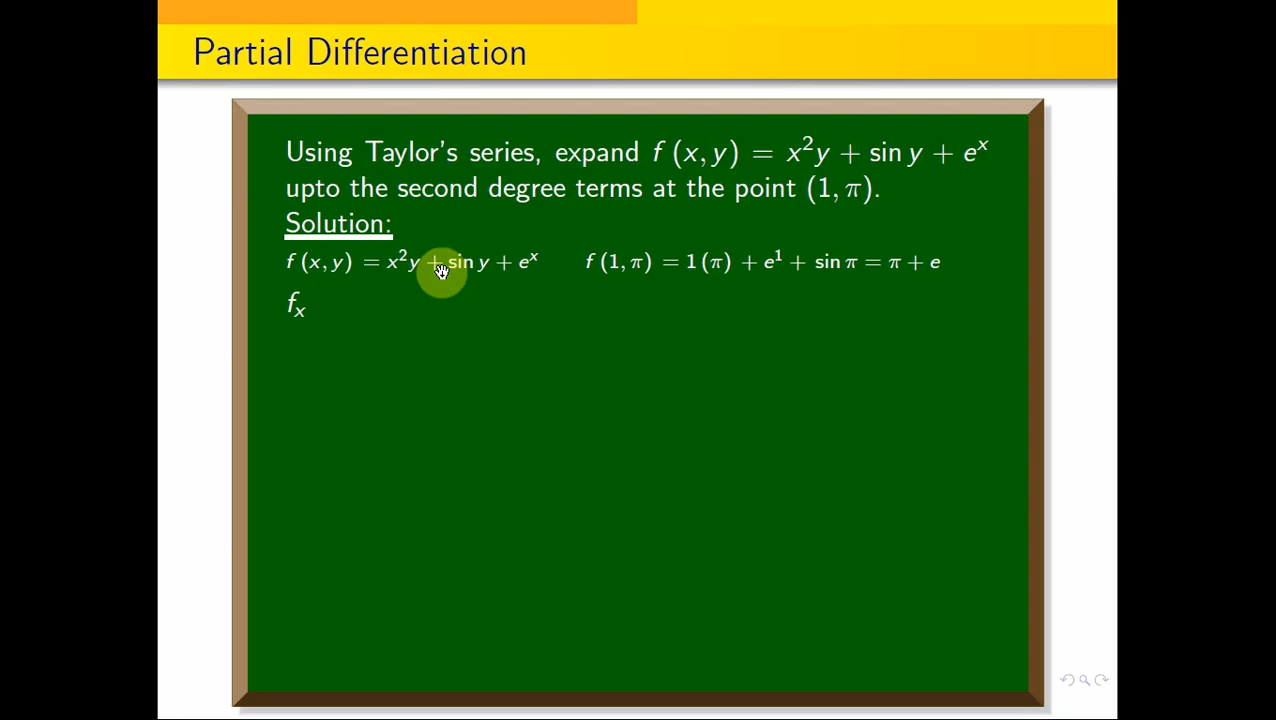 Partial Differentiation
Using Taylor's series, expand f (x, y) = x²y + sin y + eˣ
upto the second degree terms at the point (1, π).
Solution:
f (x, y) = x²y + sin y + eˣ f (1, π) = 1 (π) + e¹ + sin π = π + e
fₓ